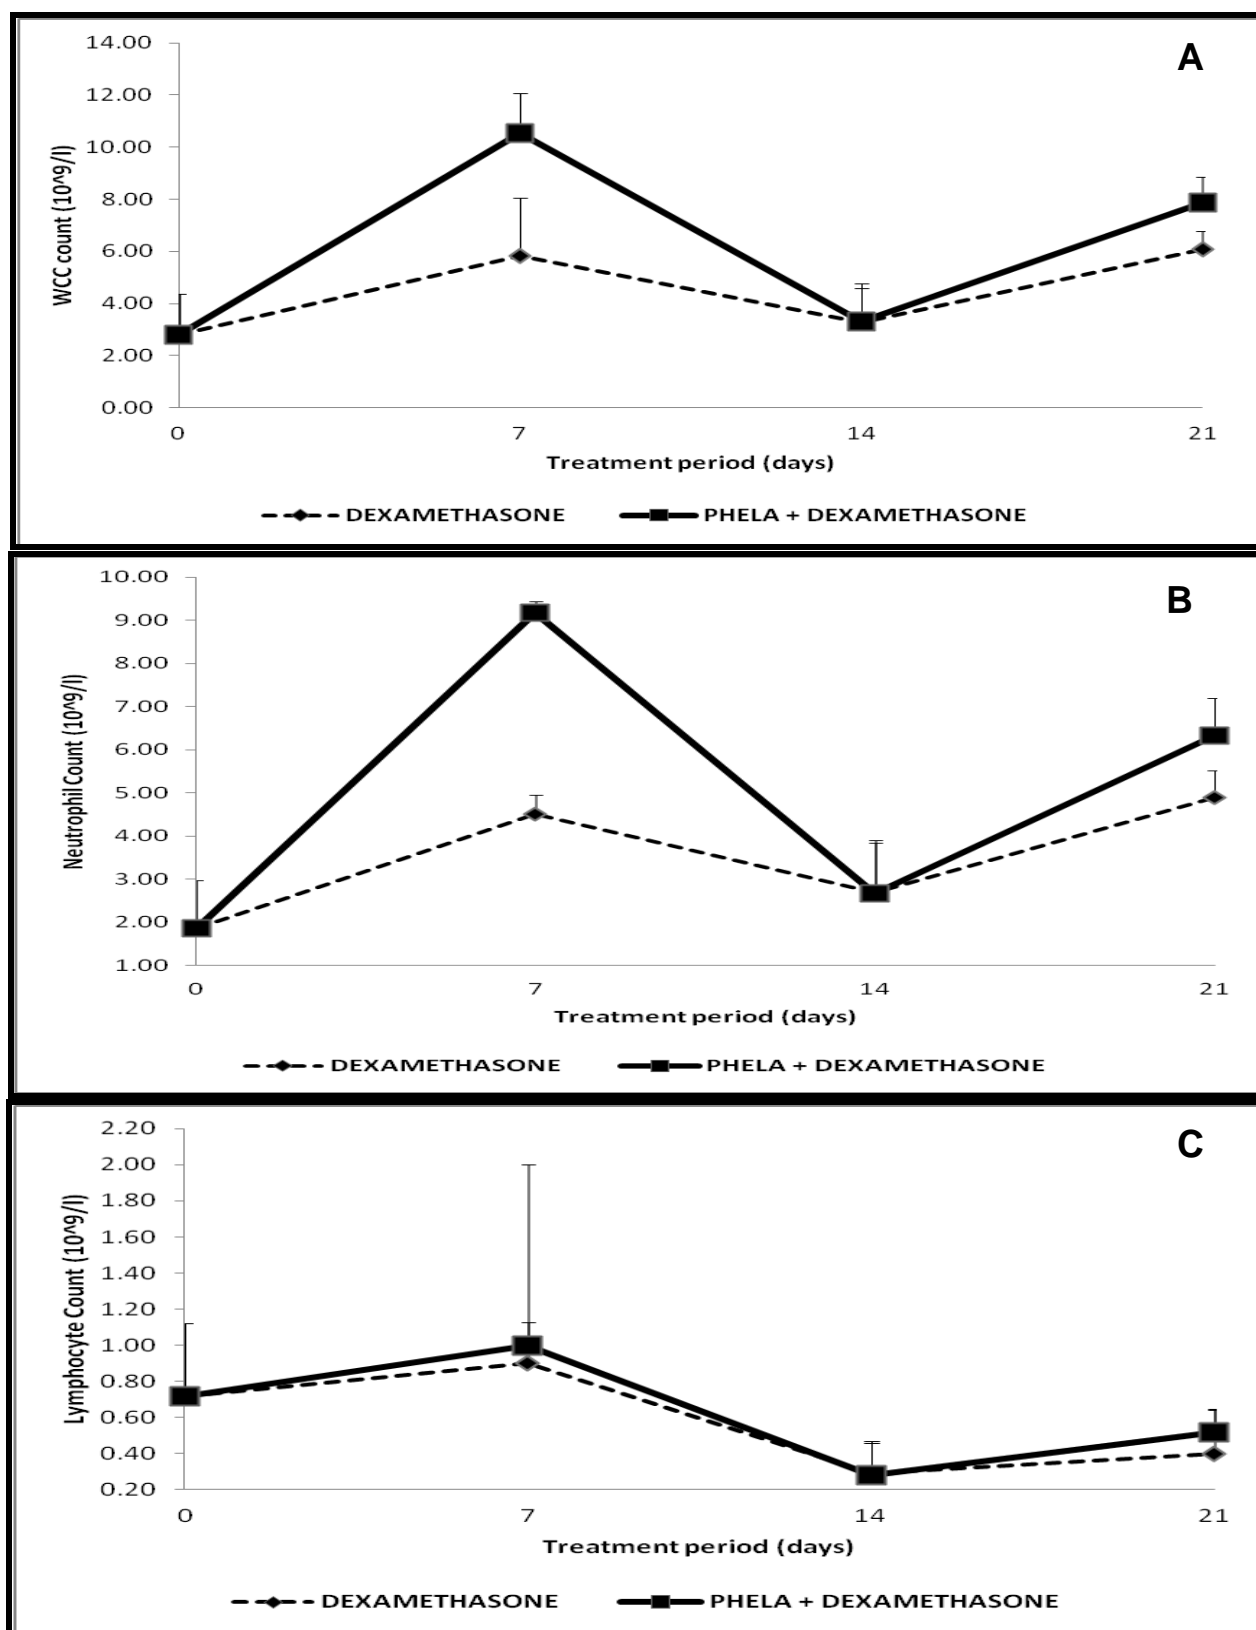 A
14.00
12.00
10.00
8.00
6.00
4.00
2.00
0.00
WCC count (10^9/l)
0 7 14 21
Treatment period (days)
DEXAMETHASONE PHELA + DEXAMETHASONE
B
10.00
9.00
8.00
7.00
6.00
5.00
4.00
3.00
2.00
1.00
Neutrophil Count (10^9/l)
0 7 14 21
Treatment period (days)
DEXAMETHASONE PHELA + DEXAMETHASONE
C
2.20
2.00
1.80
1.60
1.40
1.20
1.00
0.80
0.60
0.40
0.20
Lymphocyte Count (10^9/l)
0 7 14 21
Treatment period (days)
DEXAMETHASONE PHELA + DEXAMETHASONE